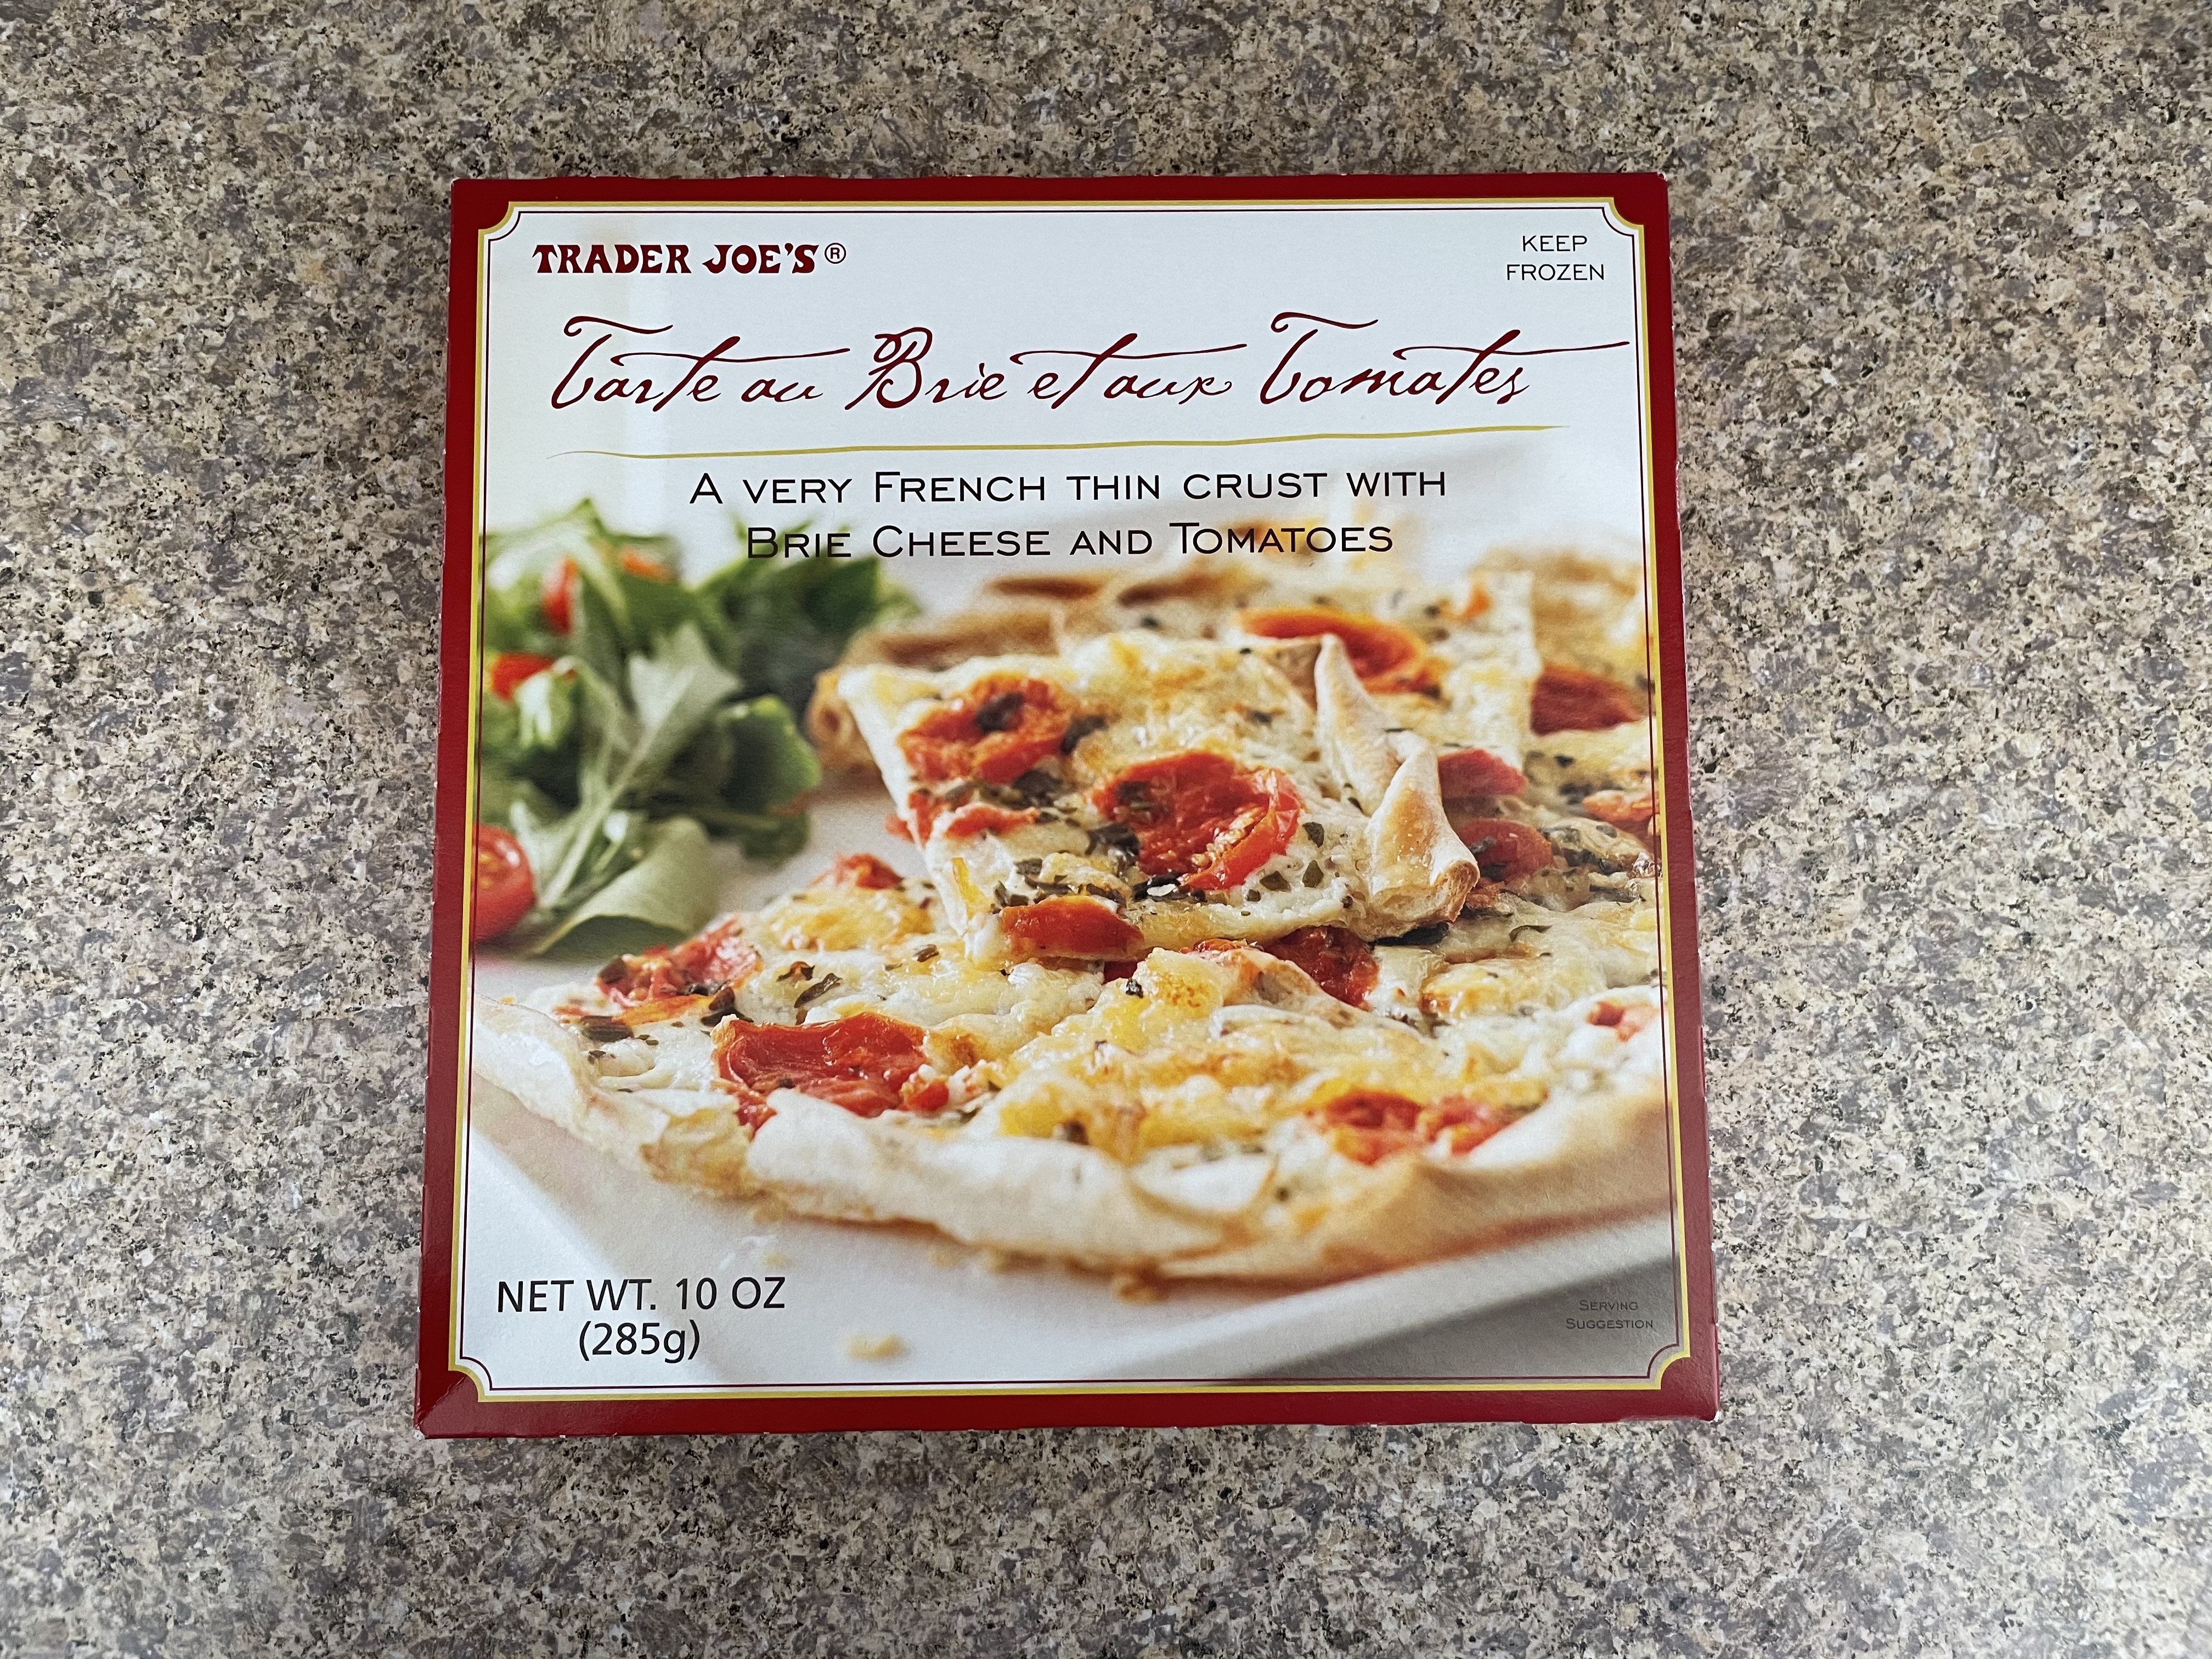 TRADER JOE'S®
KEEP
FROZEN
Tarte au Brie et aux Tomates
A VERY FRENCH THIN CRUST WITH
BRIE CHEESE AND TOMATOES
NET WT. 10 OZ
(285g)
SERVING
SUGGESTION